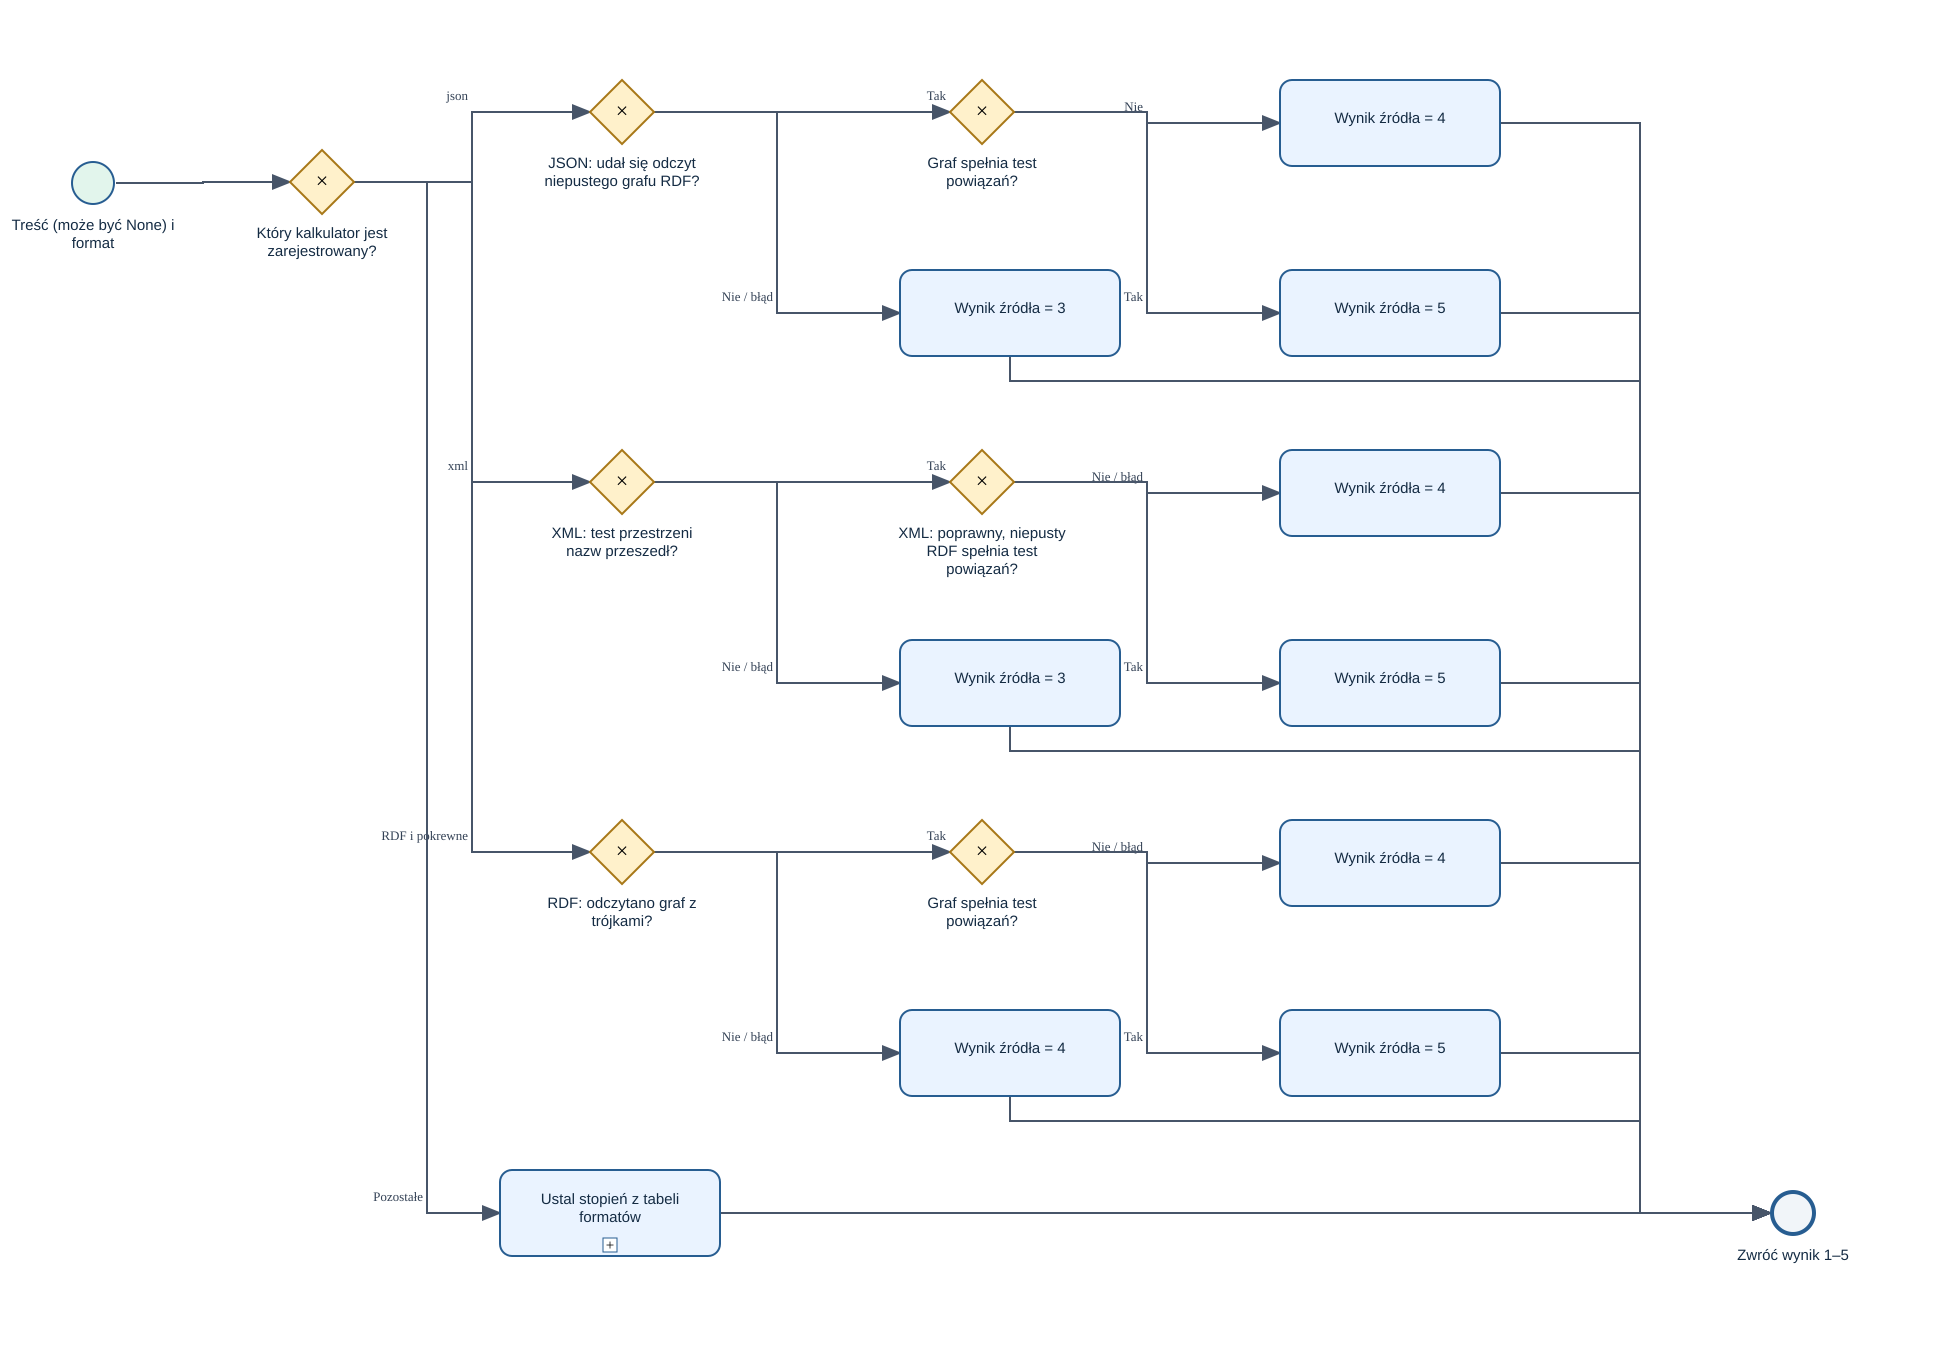 json
Tak
Nie
Wynik źródła = 4
JSON: udał się odczyt
niepustego grafu RDF?
Graf spełnia test
powiązań?
Treść (może być None) i
format
Który kalkulator jest
zarejestrowany?
Nie / błąd
Wynik źródła = 3
Tak
Wynik źródła = 5
xml
Tak
Nie / błąd
Wynik źródła = 4
XML: test przestrzeni
nazw przeszedł?
XML: poprawny, niepusty
RDF spełnia test
powiązań?
Nie / błąd
Wynik źródła = 3
Tak
Wynik źródła = 5
RDF i pokrewne
Tak
Nie / błąd
Wynik źródła = 4
RDF: odczytano graf z
trójkami?
Graf spełnia test
powiązań?
Nie / błąd
Wynik źródła = 4
Tak
Wynik źródła = 5
Pozostałe
Ustal stopień z tabeli
formatów
Zwróć wynik 1–5